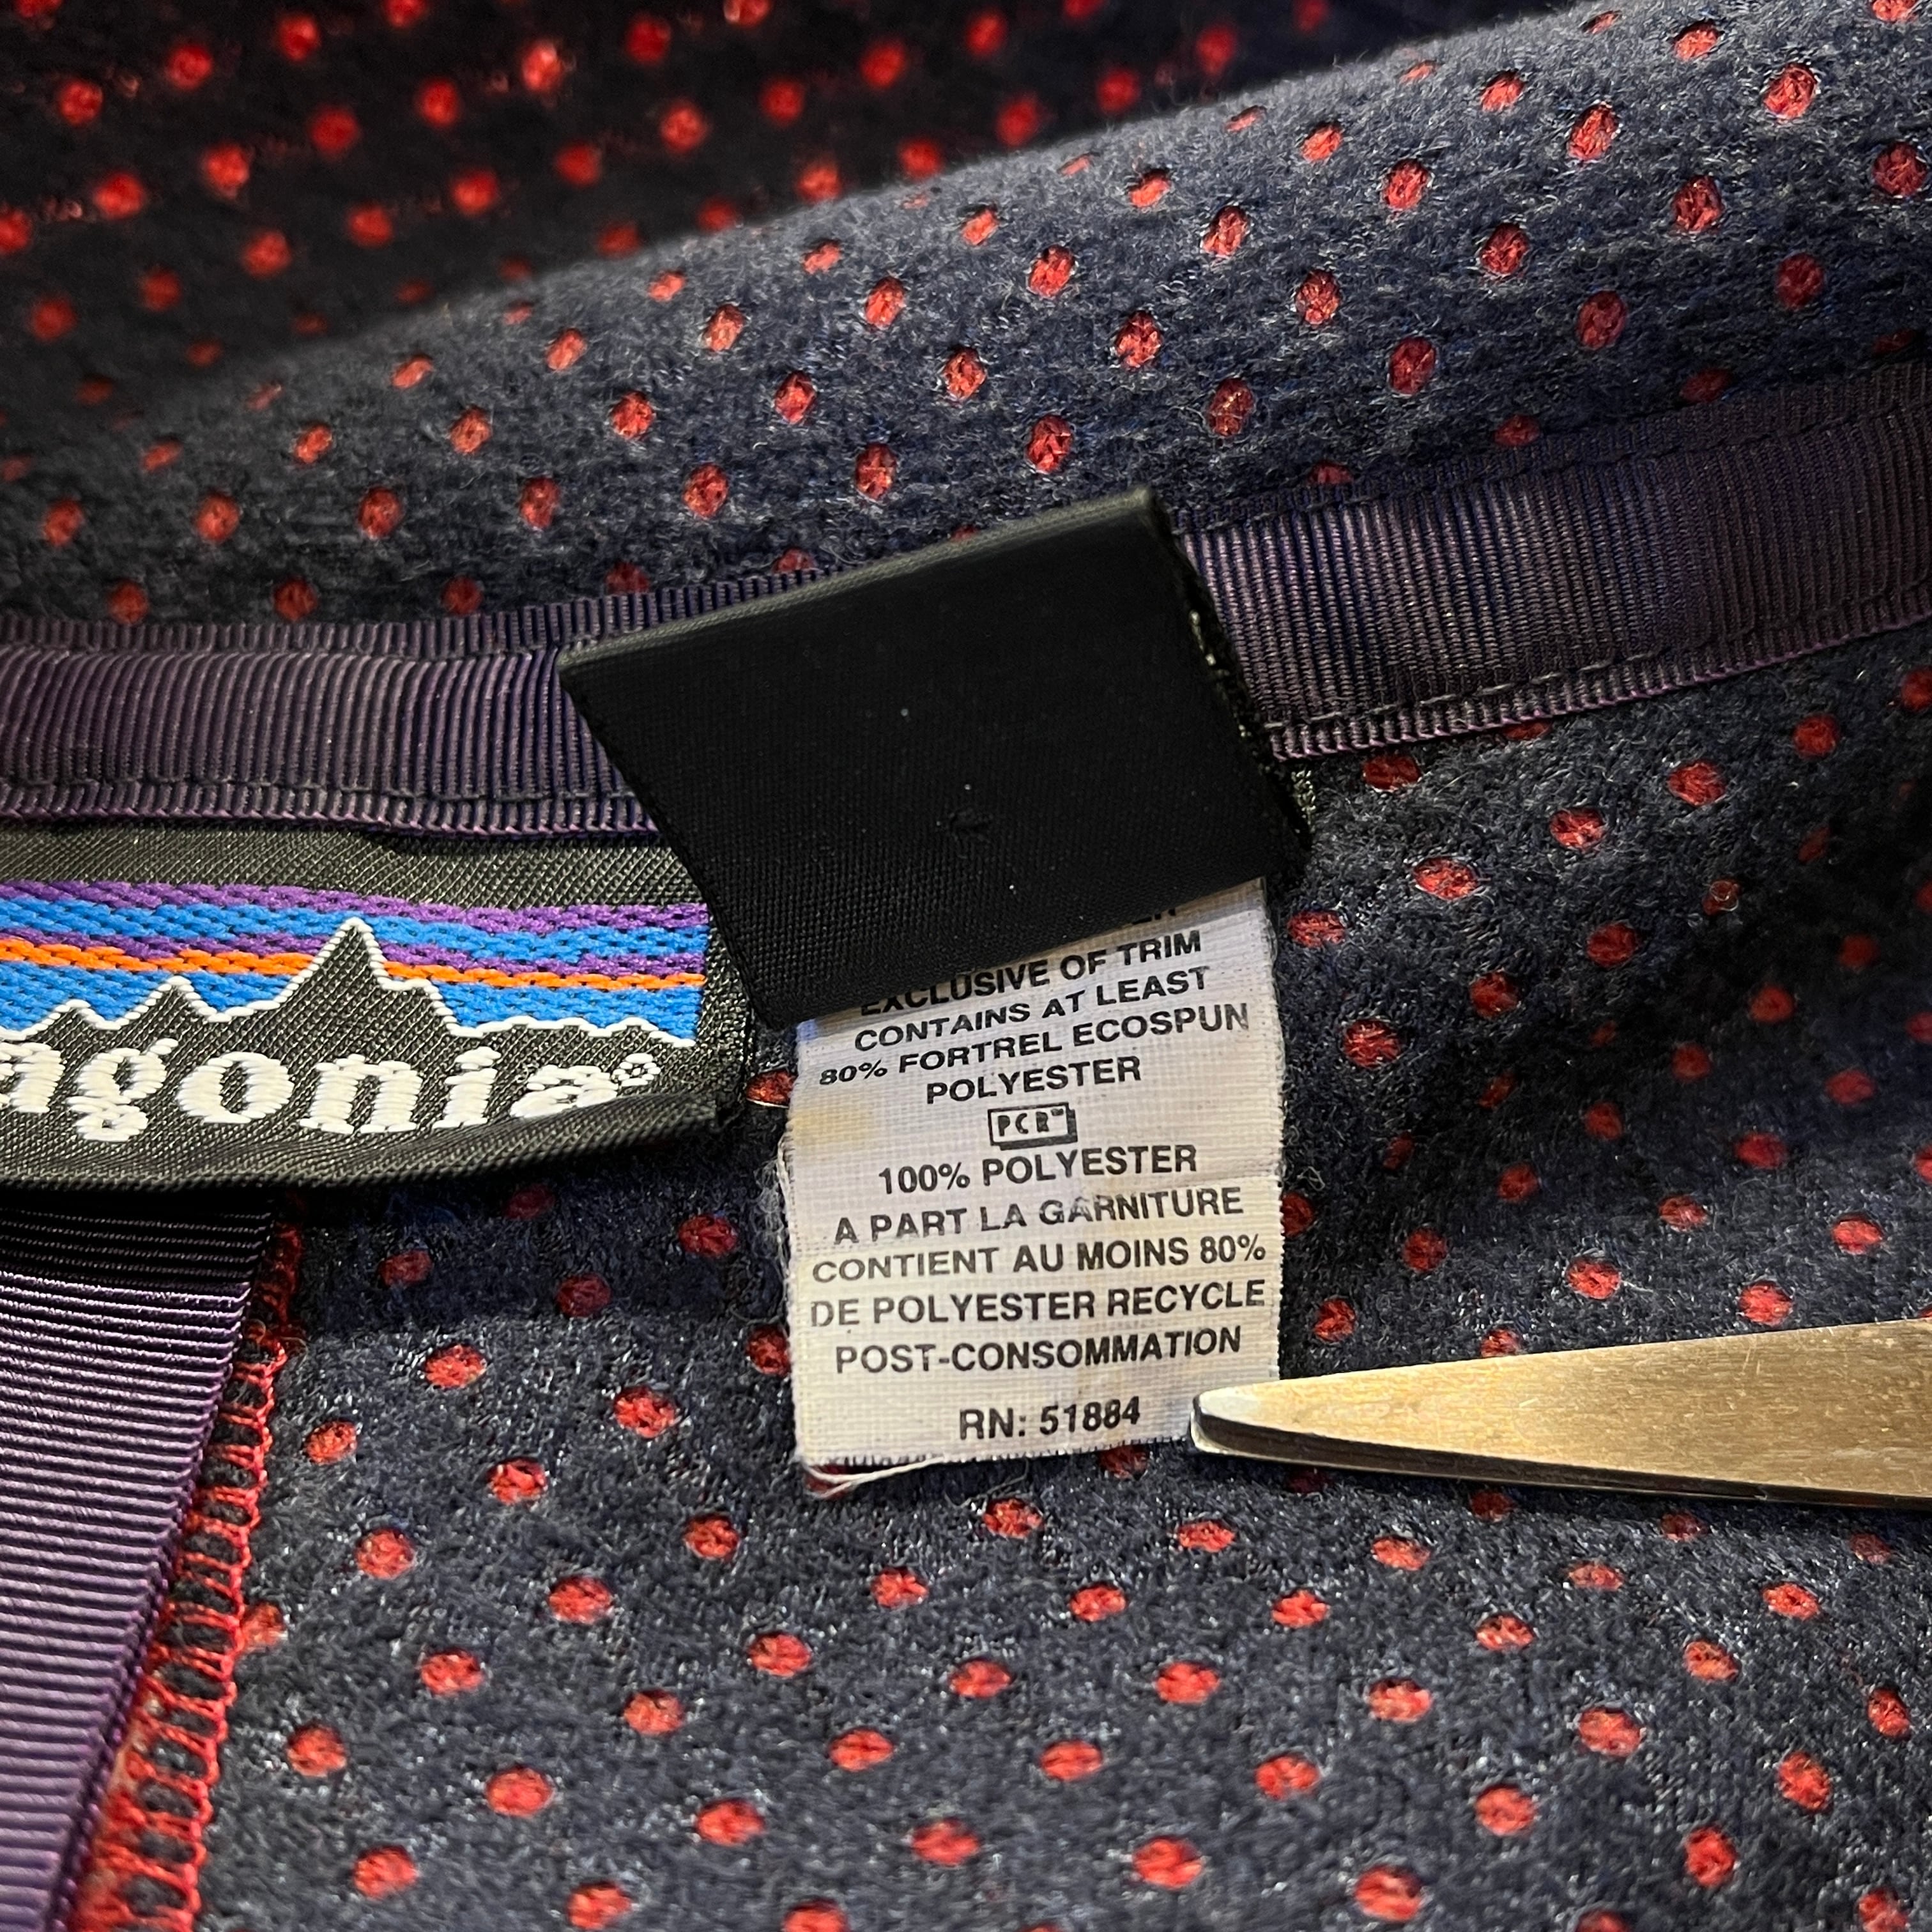 agonia®
EXCLUSIVE OF TRIM
CONTAINS AT LEAST
80% FORTREL ECOSPUN
POLYESTER
PCR™
100% POLYESTER
A PART LA GARNITURE
CONTIENT AU MOINS 80%
DE POLYESTER RECYCLE
POST-CONSOMMATION
RN: 51884